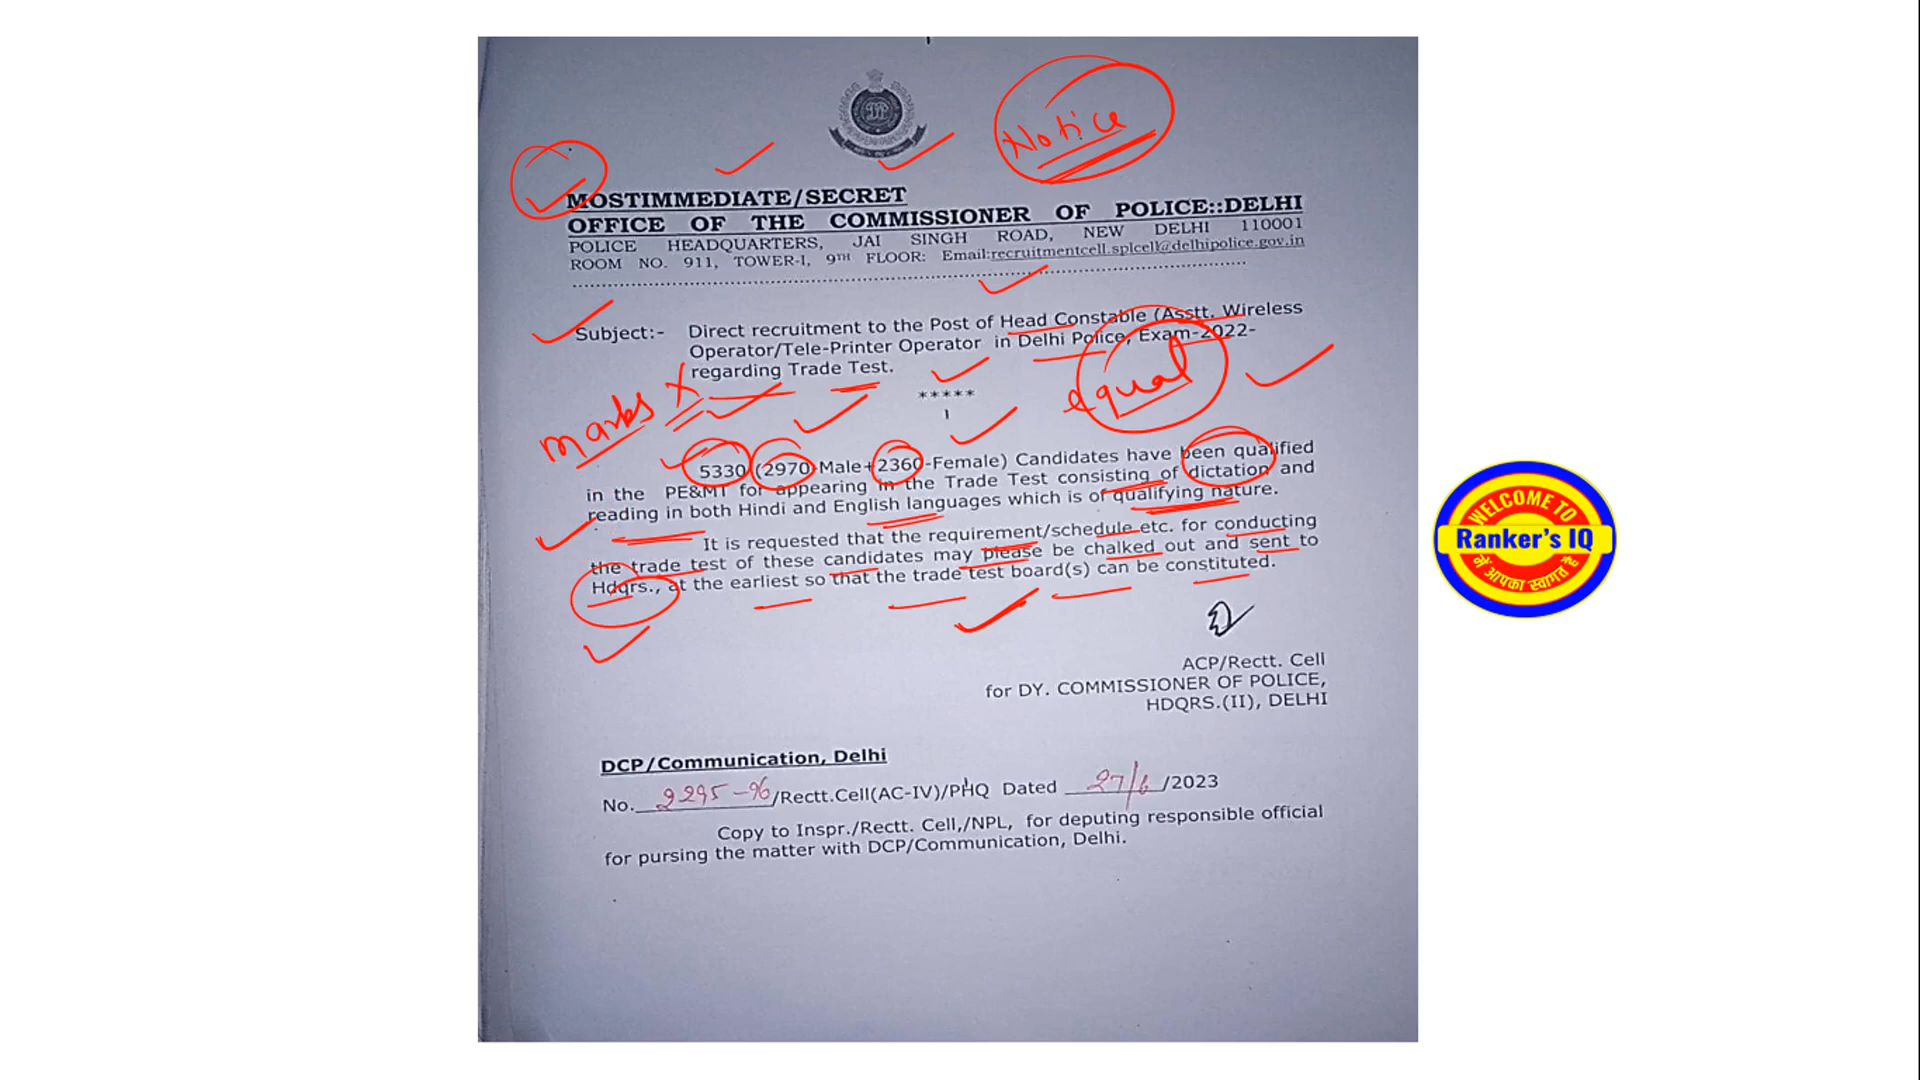 Notice
MOSTIMMEDIATE/SECRET
OFFICE OF THE COMMISSIONER OF POLICE::DELHI
POLICE HEADQUARTERS, JAI SINGH ROAD, NEW DELHI 110001
ROOM NO. 911, TOWER-I, 9TH FLOOR: Email:recruitmentcell.splcell@delhipolice.gov.in
Subject:- Direct recruitment to the Post of Head Constable (Asstt. Wireless
Operator/Tele-Printer Operator in Delhi Police, Exam-2022-
regarding Trade Test.
*****
equal
marks X
5330 (2970-Male+2360-Female) Candidates have been qualified
in the PE&MT for appearing in the Trade Test consisting of dictation and
reading in both Hindi and English languages which is of qualifying nature.
It is requested that the requirement/schedule etc. for conducting
the trade test of these candidates may please be chalked out and sent to
Hdqrs., at the earliest so that the trade test board(s) can be constituted.
ACP/Rectt. Cell
for DY. COMMISSIONER OF POLICE,
HDQRS.(II), DELHI
DCP/Communication, Delhi
No. 2295-96/Rectt.Cell(AC-IV)/PHQ Dated 27/6/2023
Copy to Inspr./Rectt. Cell,/NPL, for deputing responsible official
for pursing the matter with DCP/Communication, Delhi.
WELCOME TO
Ranker's IQ
में आपका स्वागत है